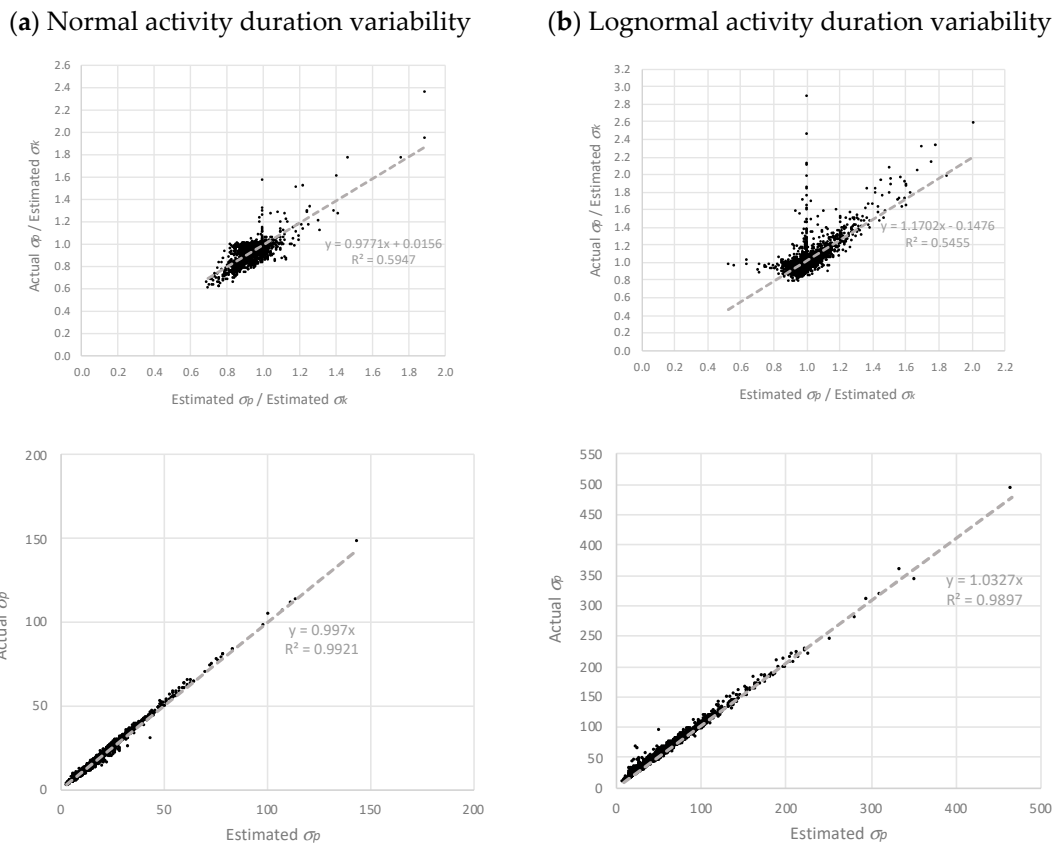 (a) Normal activity duration variability
(b) Lognormal activity duration variability
2.6
2.4
2.2
2.0
1.8
1.6
1.4
1.2
1.0
0.8
0.6
0.4
0.2
0.0
Actual σp / Estimated σk
y = 0.9771x + 0.0156
R² = 0.5947
0.0 0.2 0.4 0.6 0.8 1.0 1.2 1.4 1.6 1.8 2.0
Estimated σp / Estimated σk
3.2
3.0
2.8
2.6
2.4
2.2
2.0
1.8
1.6
1.4
1.2
1.0
0.8
0.6
0.4
0.2
0.0
Actual σp / Estimated σk
y = 1.1702x - 0.1476
R² = 0.5455
0.0 0.2 0.4 0.6 0.8 1.0 1.2 1.4 1.6 1.8 2.0 2.2
Estimated σp / Estimated σk
200
150
100
50
0
Actual σp
y = 0.997x
R² = 0.9921
0 50 100 150 200
Estimated σp
550
500
450
400
350
300
250
200
150
100
50
0
Actual σp
y = 1.0327x
R² = 0.9897
0 100 200 300 400 500
Estimated σp